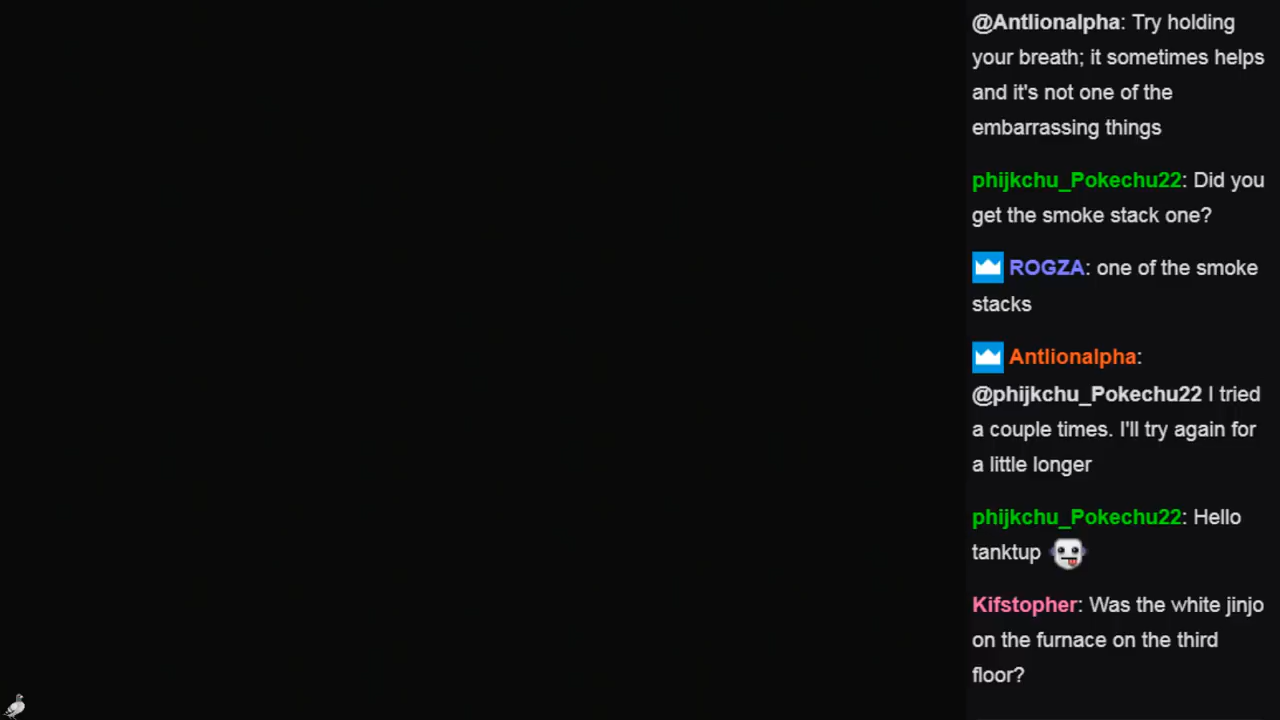 @Antlionalpha: Try holding
your breath; it sometimes helps
and it's not one of the
embarrassing things
phijkchu_Pokechu22: Did you
get the smoke stack one?
ROGZA: one of the smoke
stacks
Antlionalpha:
@phijkchu_Pokechu22 I tried
a couple times. I'll try again for
a little longer
phijkchu_Pokechu22: Hello
tanktup
Kifstopher: Was the white jinjo
on the furnace on the third
floor?